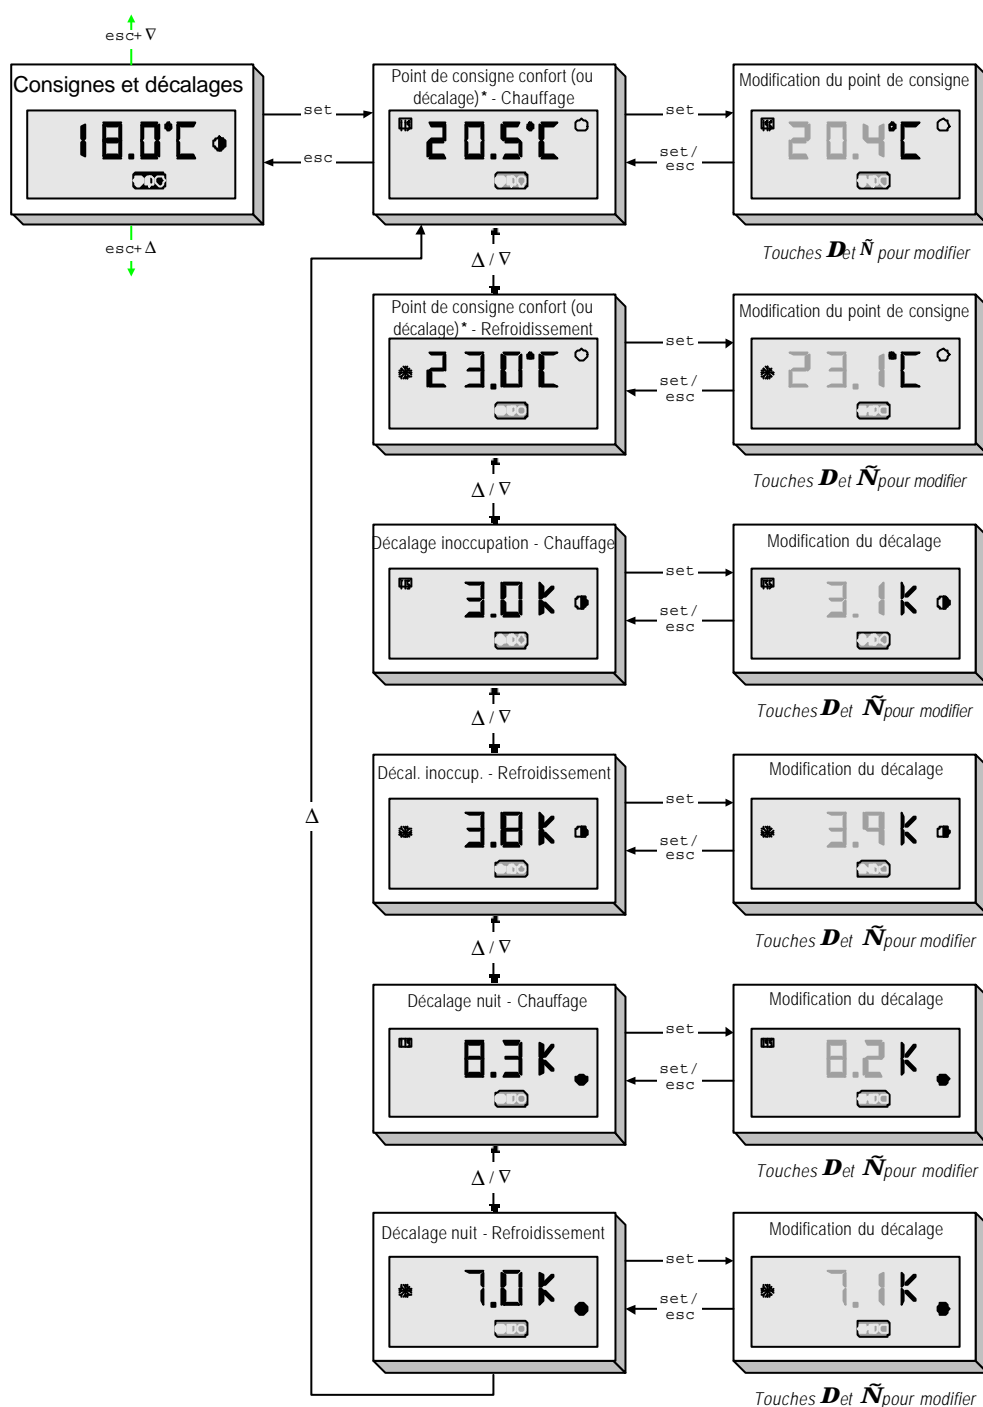 esc+ ∇
Consignes et décalages
18.0°C
esc+ Δ
set
esc
Point de consigne confort (ou
décalage)* - Chauffage
20.5°C
set
set/
esc
Modification du point de consigne
20.4°C
Touches D et Ñ pour modifier
Δ / ∇
Point de consigne confort (ou
décalage)* - Refroidissement
23.0°C
set
set/
esc
Modification du point de consigne
23.1°C
Touches D et Ñ pour modifier
Δ / ∇
Décalage inoccupation - Chauffage
3.0 K
set
set/
esc
Modification du décalage
3.1 K
Touches D et Ñ pour modifier
Δ / ∇
Décal. inoccup. - Refroidissement
3.8 K
set
set/
esc
Modification du décalage
3.9 K
Touches D et Ñ pour modifier
Δ
Δ / ∇
Décalage nuit - Chauffage
8.3 K
set
set/
esc
Modification du décalage
8.2 K
Touches D et Ñ pour modifier
Δ / ∇
Décalage nuit - Refroidissement
7.0 K
set
set/
esc
Modification du décalage
7.1 K
Touches D et Ñ pour modifier